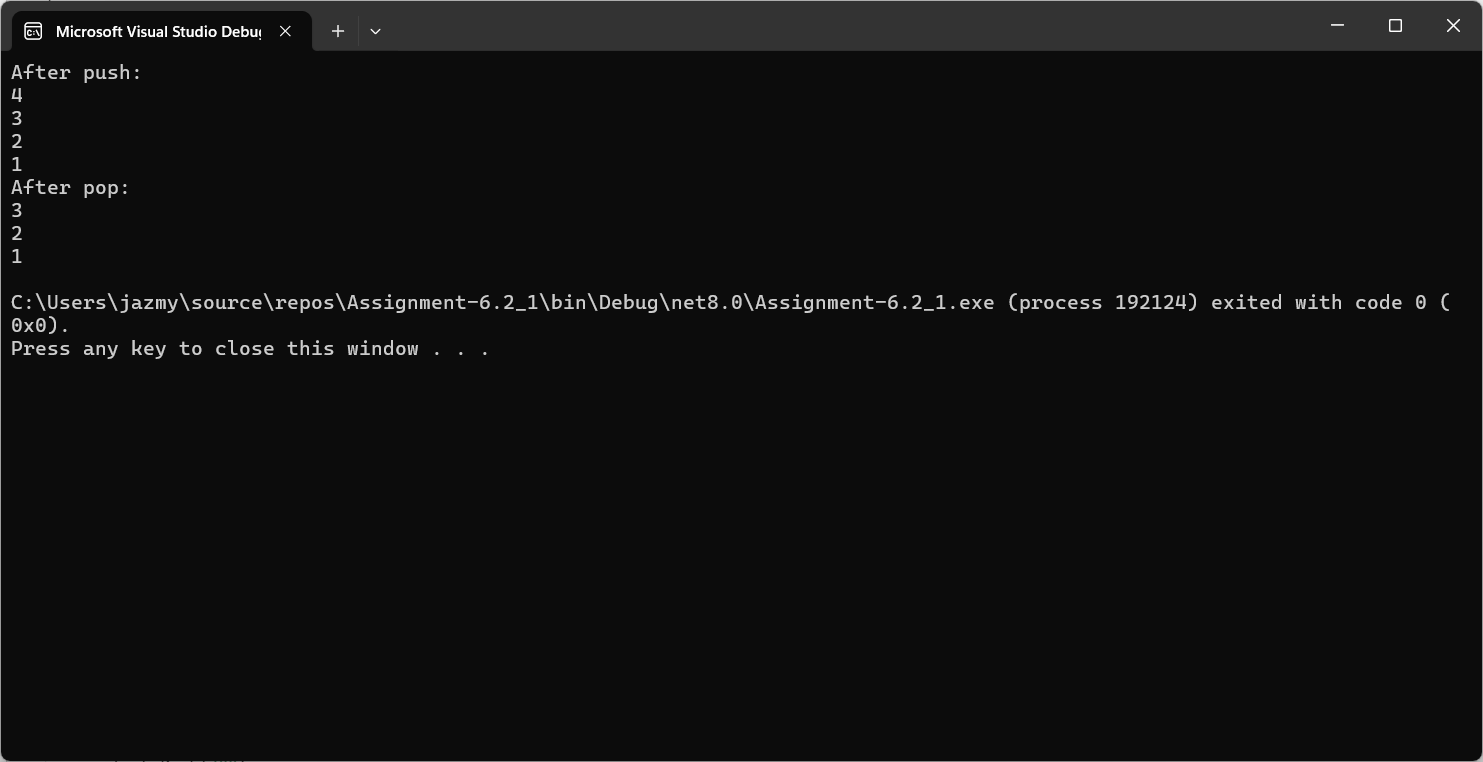 Microsoft Visual Studio Debug
After push:
4
3
2
1
After pop:
3
2
1
C:\Users\jazmy\source\repos\Assignment-6.2_1\bin\Debug\net8.0\Assignment-6.2_1.exe (process 192124) exited with code 0 (
0x0).
Press any key to close this window . . .